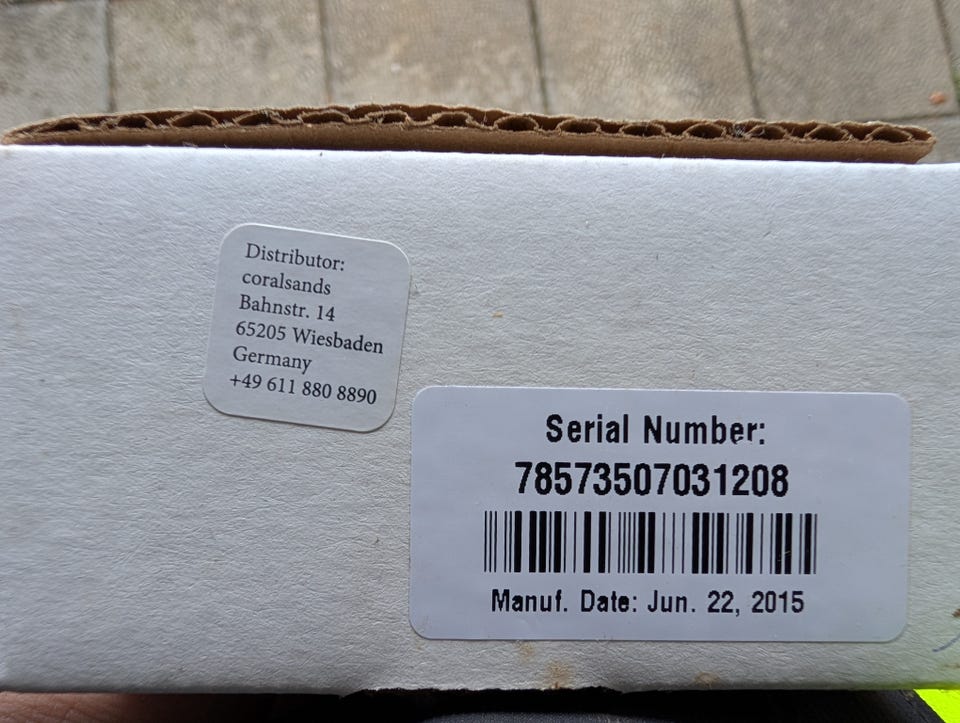 Distributor:
coralsands
Bahnstr. 14
65205 Wiesbaden
Germany
+49 611 880 8890
Serial Number:
78573507031208
Manuf. Date: Jun. 22, 2015